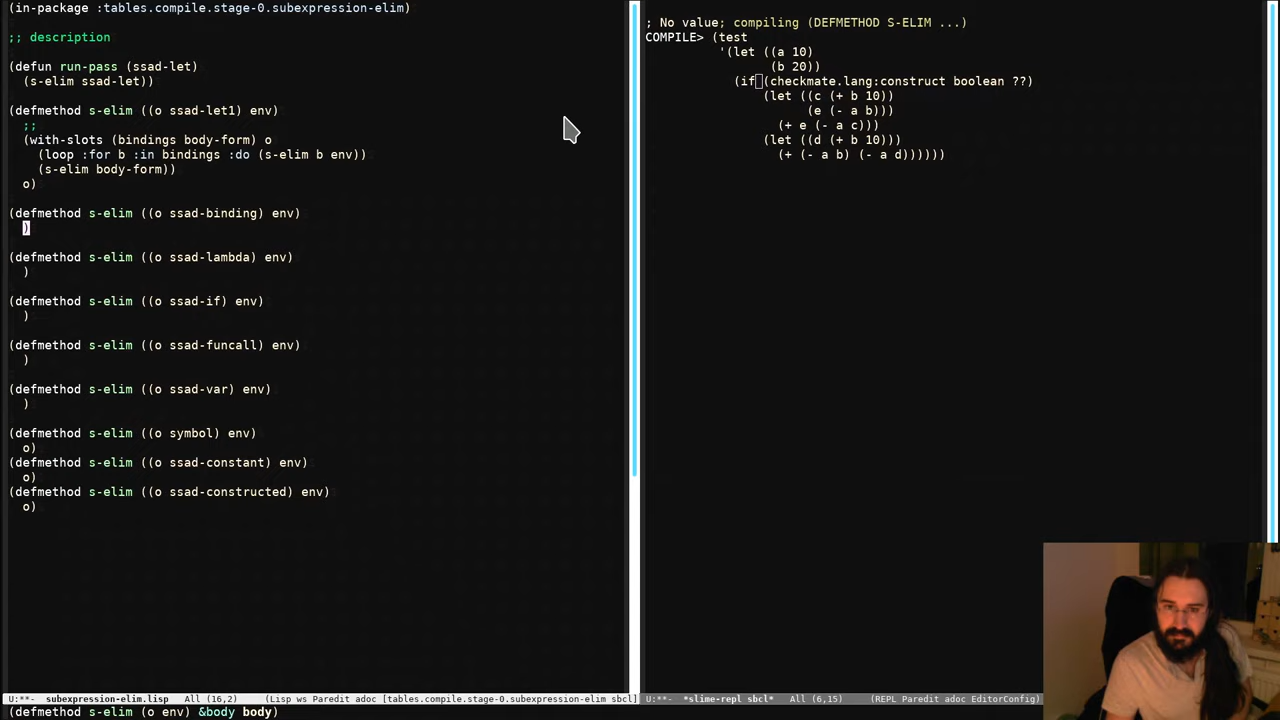 (in-package :tables.compile.stage-0.subexpression-elim)
;; description
(defun run-pass (ssad-let)
  (s-elim ssad-let))
(defmethod s-elim ((o ssad-let1) env)
  ;;
  (with-slots (bindings body-form) o
    (loop :for b :in bindings :do (s-elim b env))
    (s-elim body-form))
  o)
(defmethod s-elim ((o ssad-binding) env)
  )
(defmethod s-elim ((o ssad-lambda) env)
  )
(defmethod s-elim ((o ssad-if) env)
  )
(defmethod s-elim ((o ssad-funcall) env)
  )
(defmethod s-elim ((o ssad-var) env)
  )
(defmethod s-elim ((o symbol) env)
  o)
(defmethod s-elim ((o ssad-constant) env)
  o)
(defmethod s-elim ((o ssad-constructed) env)
  o)
U:**-  subexpression-elim.lisp   All (16,2)     (Lisp ws Paredit adoc [tables.compile.stage-0.subexpression-elim sbcl]
(defmethod s-elim (o env) &body body)
; No value; compiling (DEFMETHOD S-ELIM ...)
COMPILE> (test
          '(let ((a 10)
                 (b 20))
            (if (checkmate.lang:construct boolean ??)
                (let ((c (+ b 10))
                      (e (- a b)))
                  (+ e (- a c)))
                (let ((d (+ b 10)))
                  (+ (- a b) (- a d))))))
U:**-  *slime-repl sbcl*   All (6,15)     (REPL Paredit adoc EditorConfig)